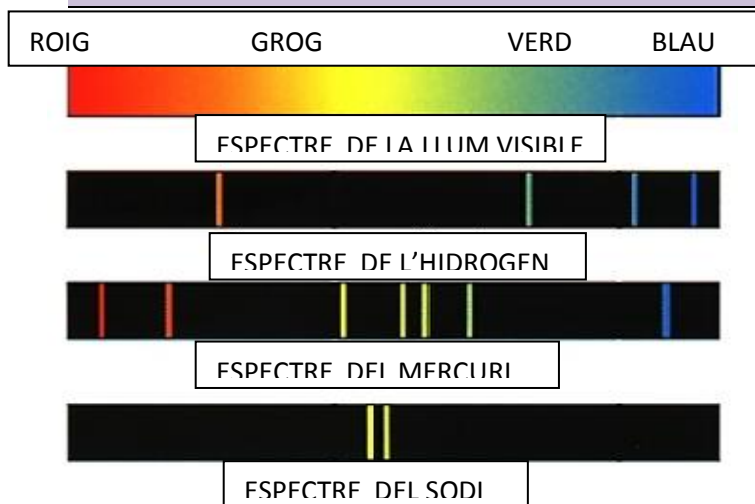 ROIG GROG VERD BLAU
ESPECTRE DE LA LLUM VISIBLE
ESPECTRE DE L'HIDROGEN
ESPECTRE DEL MERCURI
ESPECTRE DEL SODI